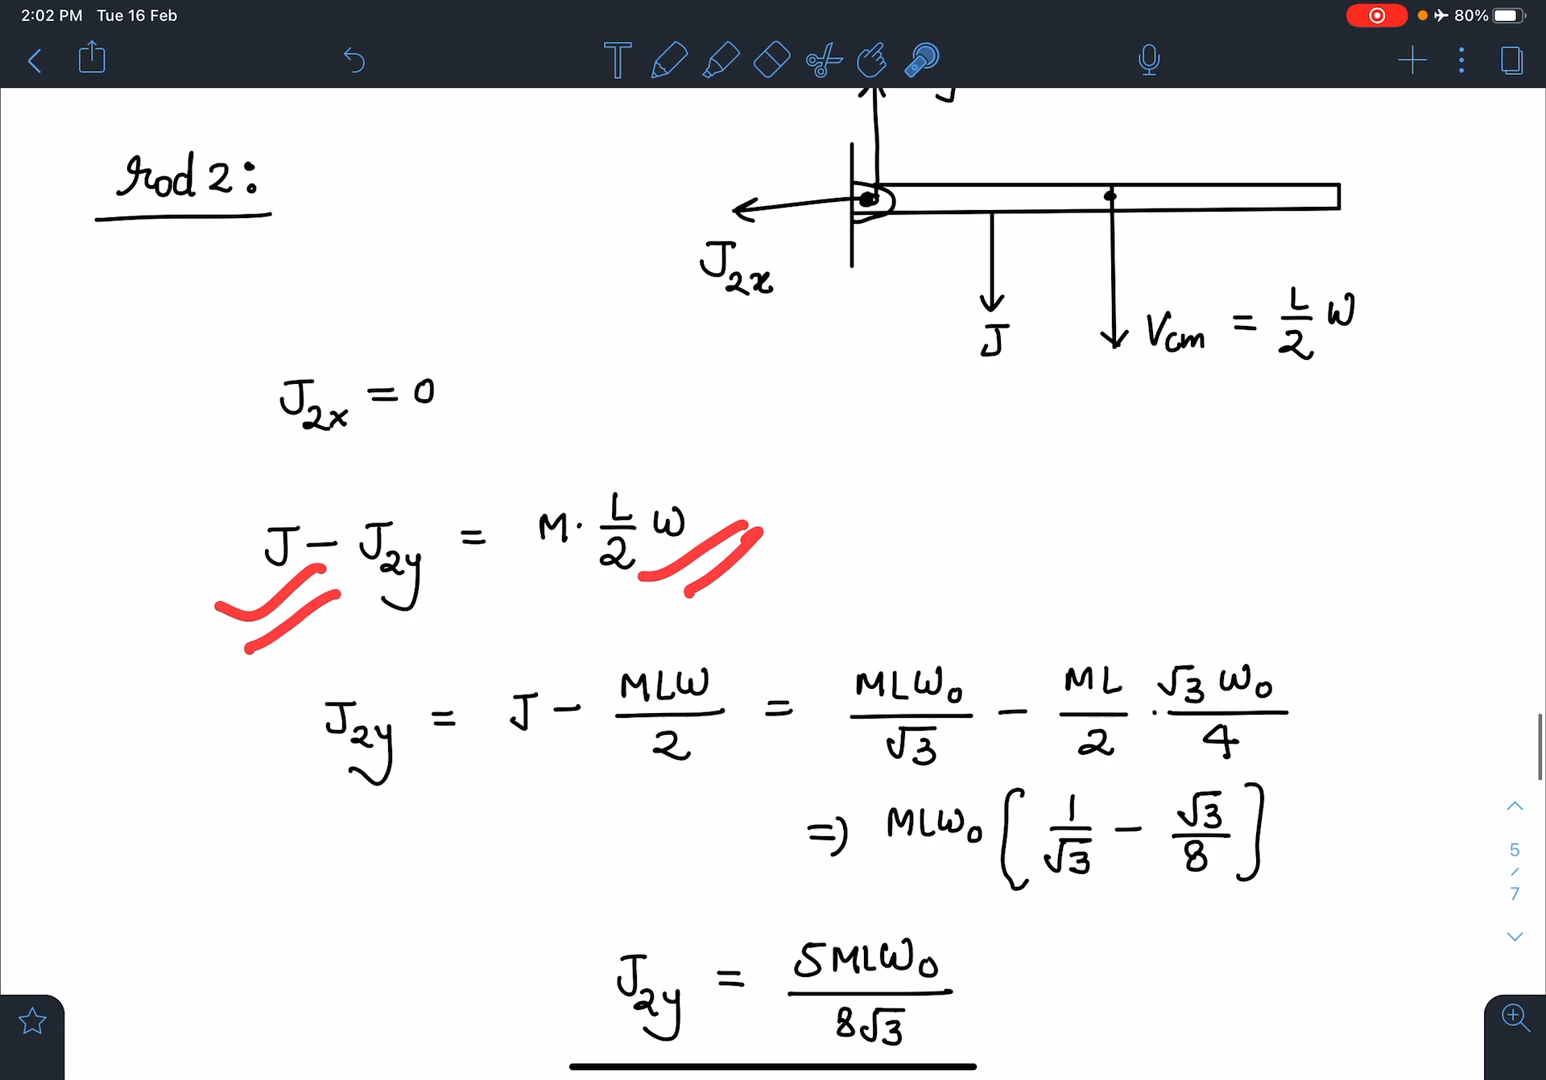 2:02 PM Tue 16 Feb
80%
T
rod 2:
J₂ₓ
J
Vcm = L/2 ω
J₂ₓ = 0
J - J₂y = M · L/2 ω
J₂y = J - MLω/2 = MLω₀/√3 - ML/2 · √3 ω₀/4
=) MLω₀ [1/√3 - √3/8]
J₂y = 5MLω₀/8√3
5
/
7